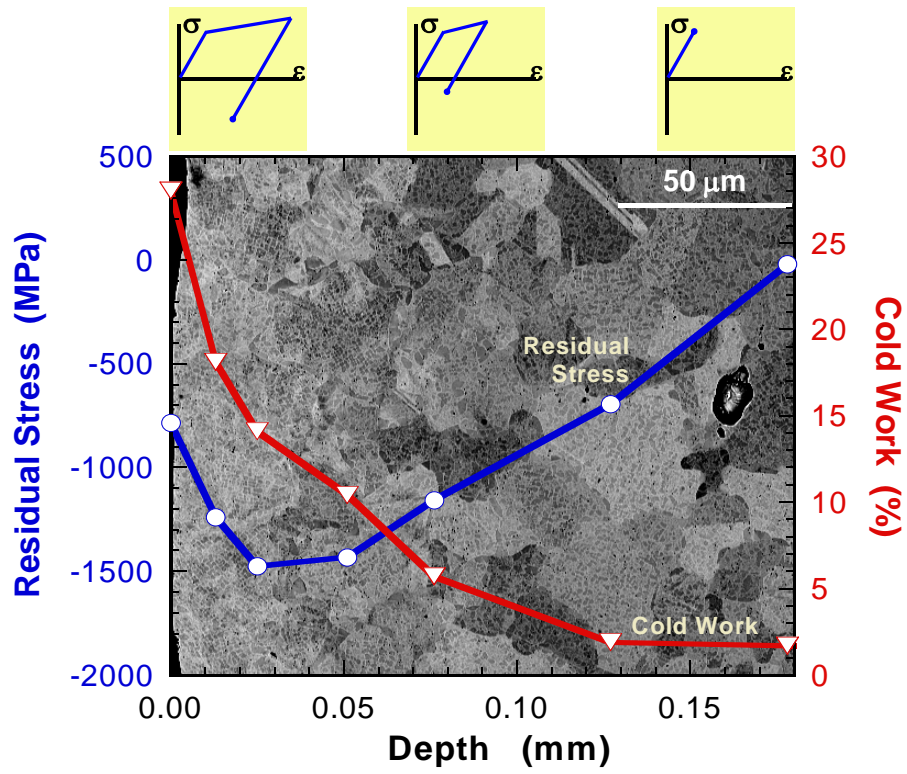 σ
ε
σ
ε
σ
ε
500
0
-500
-1000
-1500
-2000
Residual Stress (MPa)
30
25
20
15
10
5
0
Cold Work (%)
50 µm
Residual
Stress
Cold Work
0.00
0.05
0.10
0.15
Depth (mm)